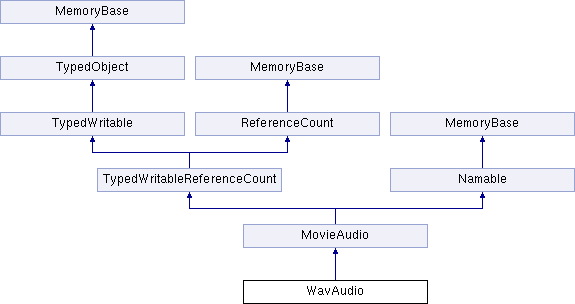 MemoryBase
TypedObject
MemoryBase
TypedWritable
ReferenceCount
MemoryBase
TypedWritableReferenceCount
Namable
MovieAudio
WavAudio